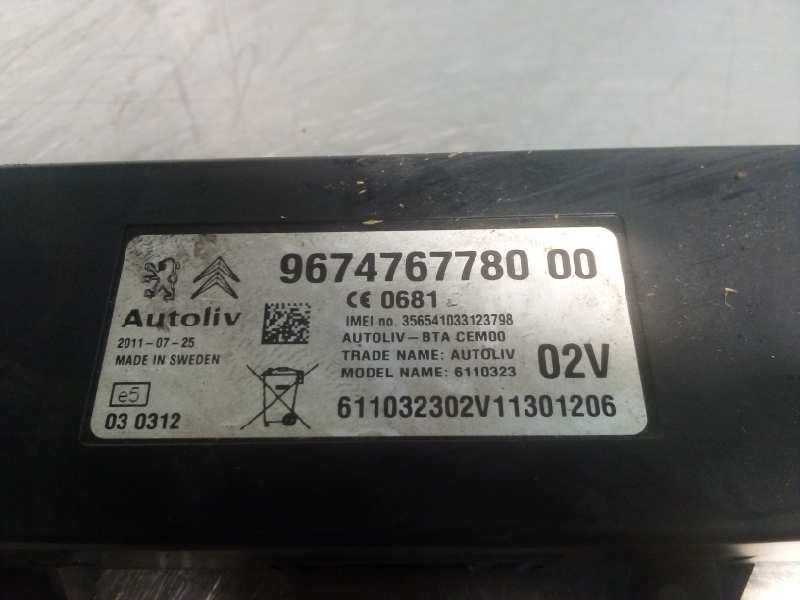 9674767780 00
CE 0681
Autoliv
IMEI no. 356541033123798
2011-07-25
AUTOLIV-BTA CEM00
MADE IN SWEDEN
TRADE NAME: AUTOLIV
02V
MODEL NAME: 6110323
e5
03 0312
611032302V11301206